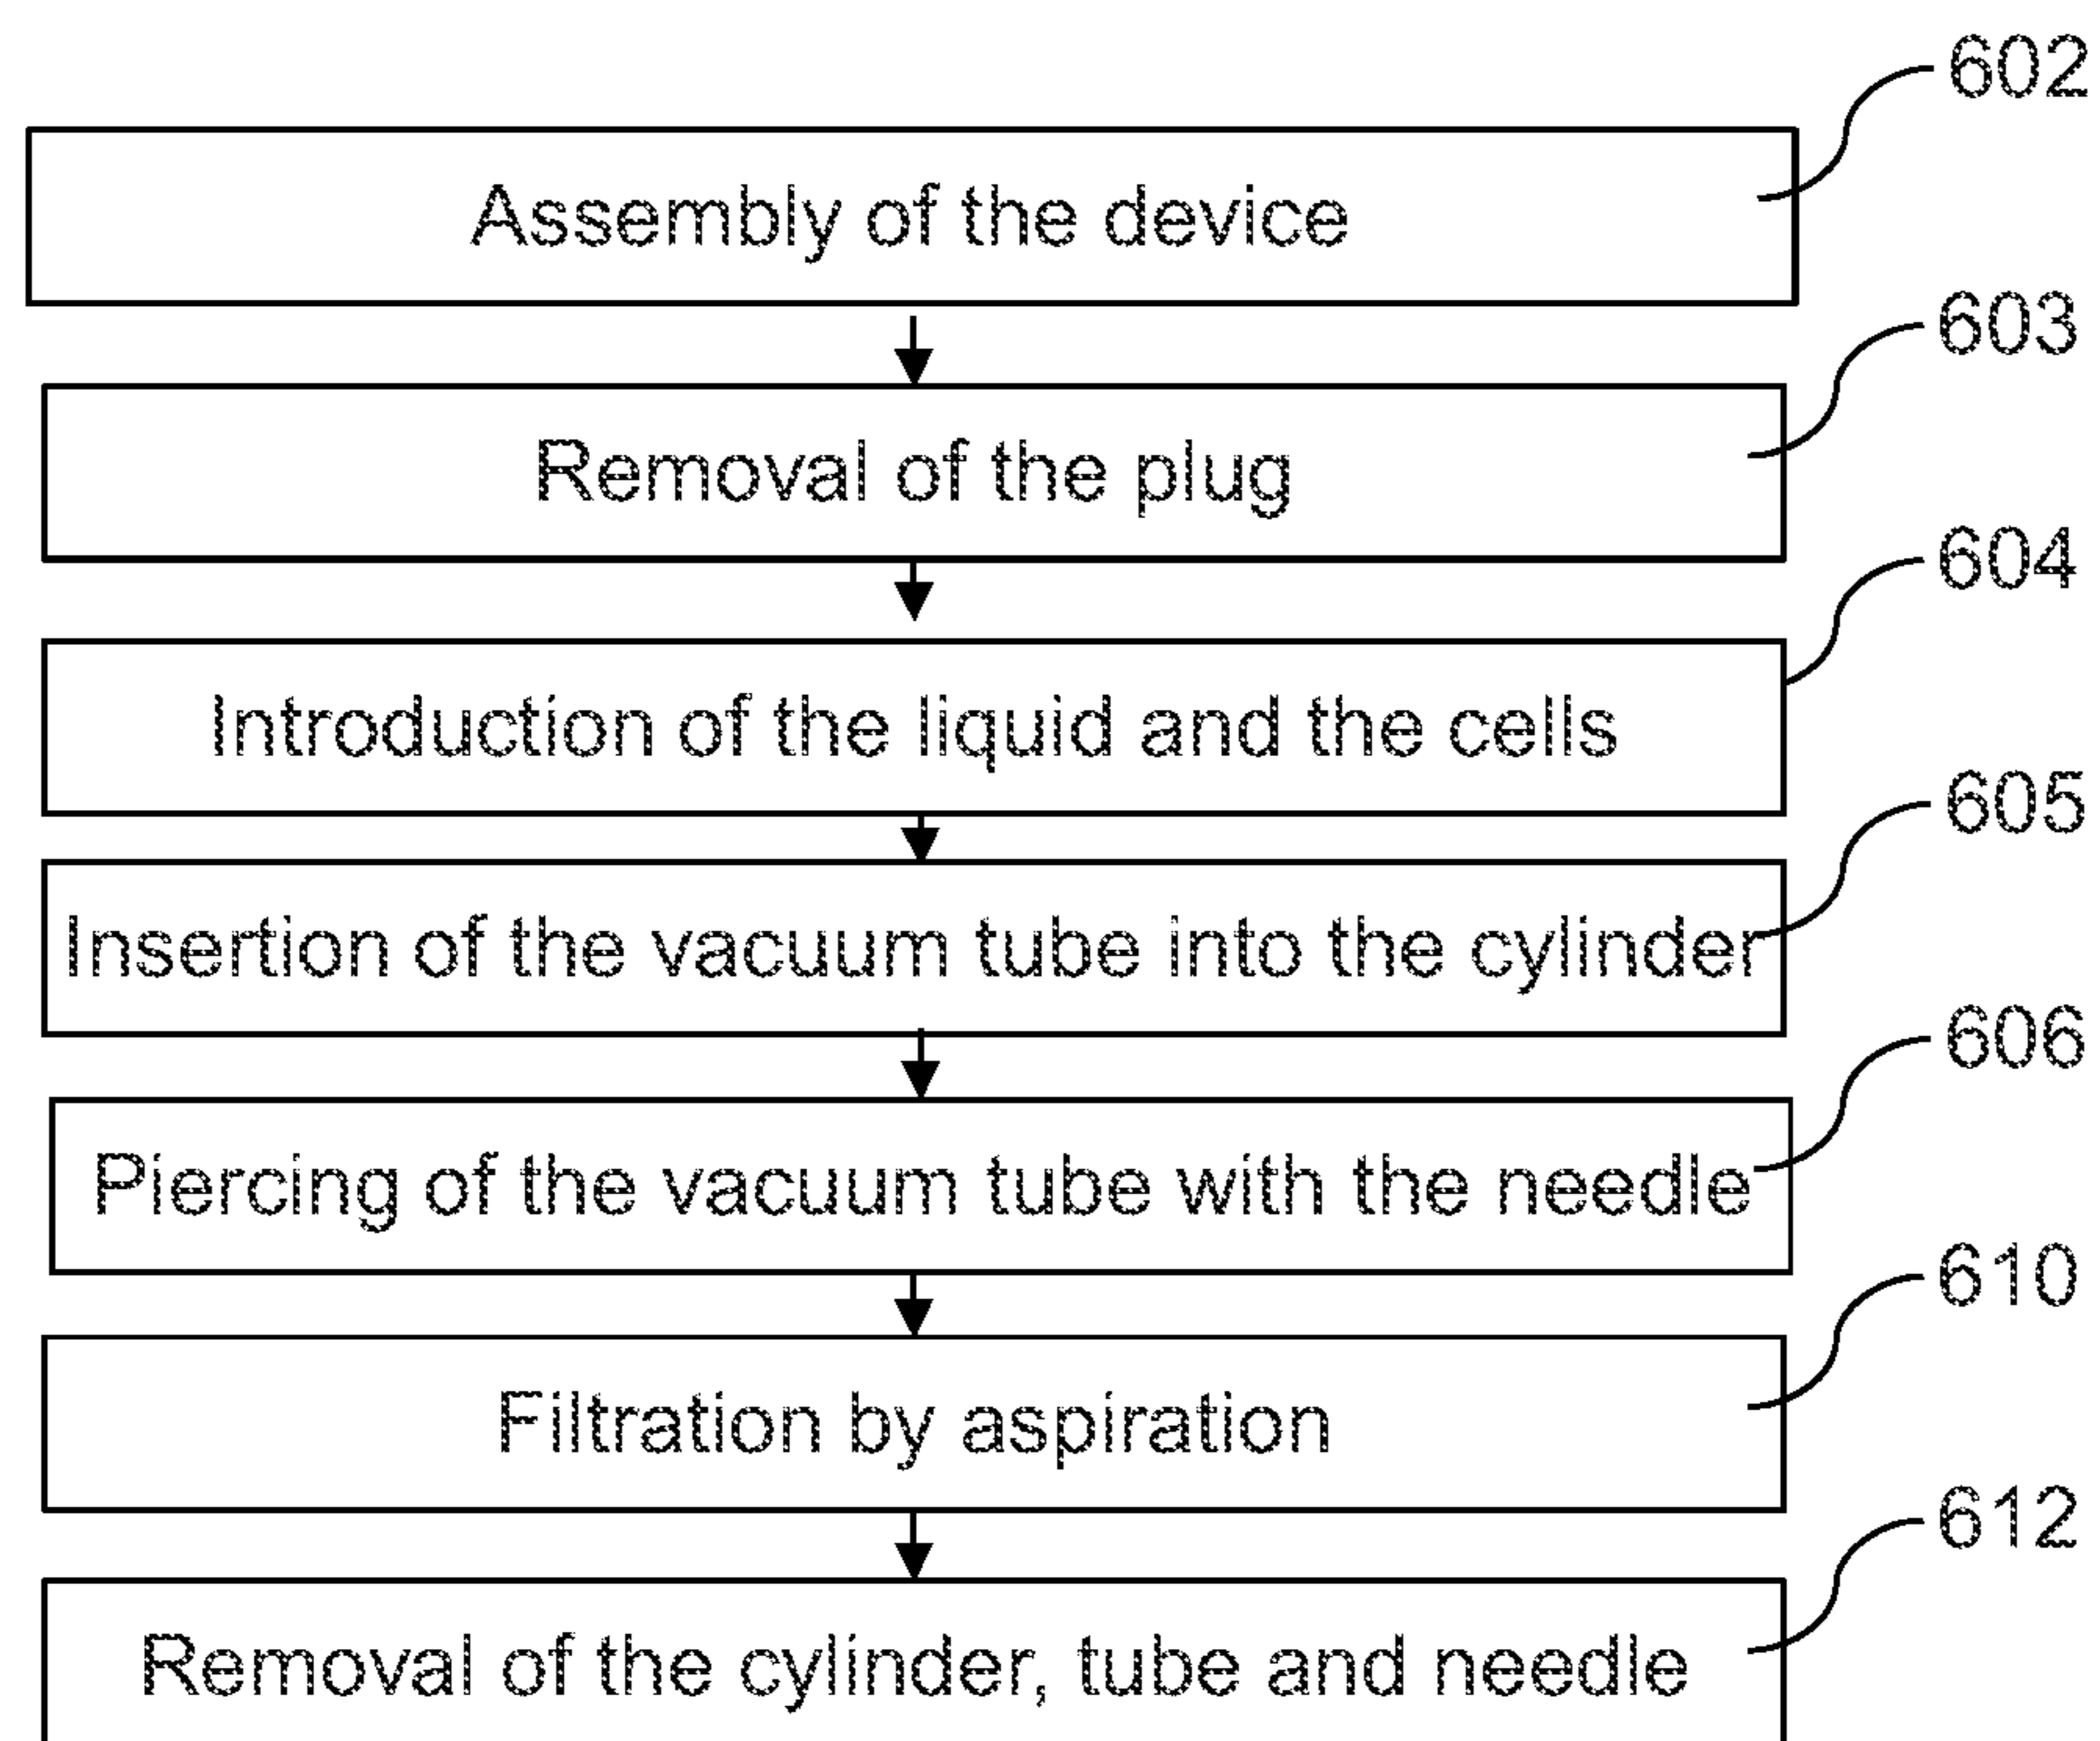 602
Assembly of the device
603
Removal of the plug
604
Introduction of the liquid and the cells
605
Insertion of the vacuum tube into the cylinder
606
Piercing of the vacuum tube with the needle
610
Filtration by aspiration
612
Removal of the cylinder, tube and needle